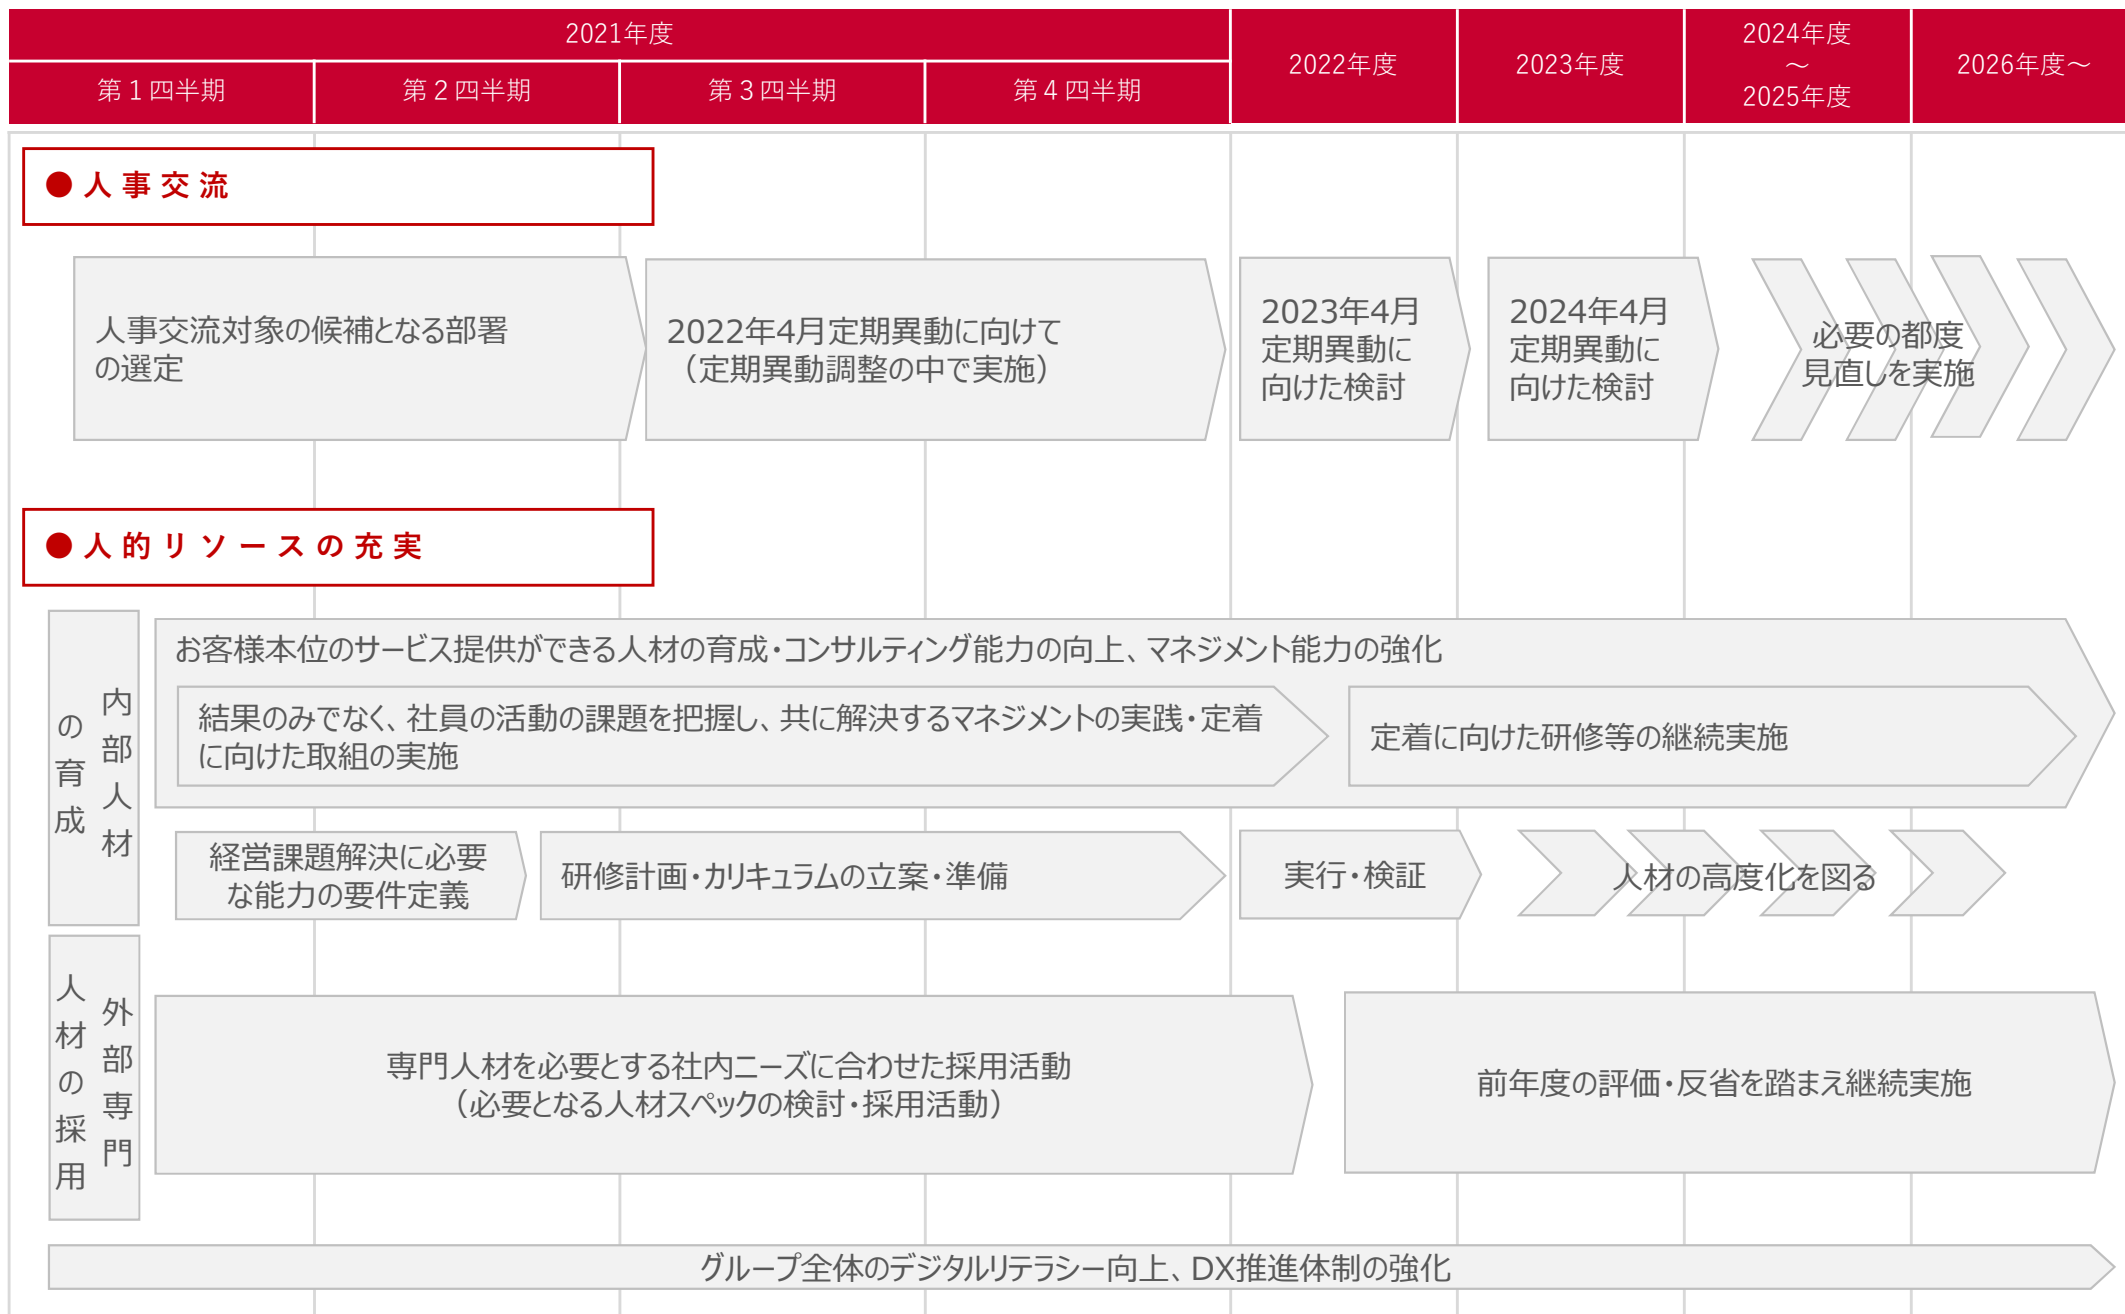 2021年度
第１四半期
第２四半期
第３四半期
第４四半期
2022年度
2023年度
2024年度
～
2025年度
2026年度～
●人事交流
人事交流対象の候補となる部署
の選定
2022年4月定期異動に向けて
（定期異動調整の中で実施）
2023年4月
定期異動に
向けた検討
2024年4月
定期異動に
向けた検討
必要の都度
見直しを実施
●人的リソースの充実
内部人材
の育成
お客様本位のサービス提供ができる人材の育成・コンサルティング能力の向上、マネジメント能力の強化
結果のみでなく、社員の活動の課題を把握し、共に解決するマネジメントの実践・定着
に向けた取組の実施
定着に向けた研修等の継続実施
経営課題解決に必要
な能力の要件定義
研修計画・カリキュラムの立案・準備
実行・検証
人材の高度化を図る
外部専門
人材の採用
専門人材を必要とする社内ニーズに合わせた採用活動
（必要となる人材スペックの検討・採用活動）
前年度の評価・反省を踏まえ継続実施
グループ全体のデジタルリテラシー向上、DX推進体制の強化